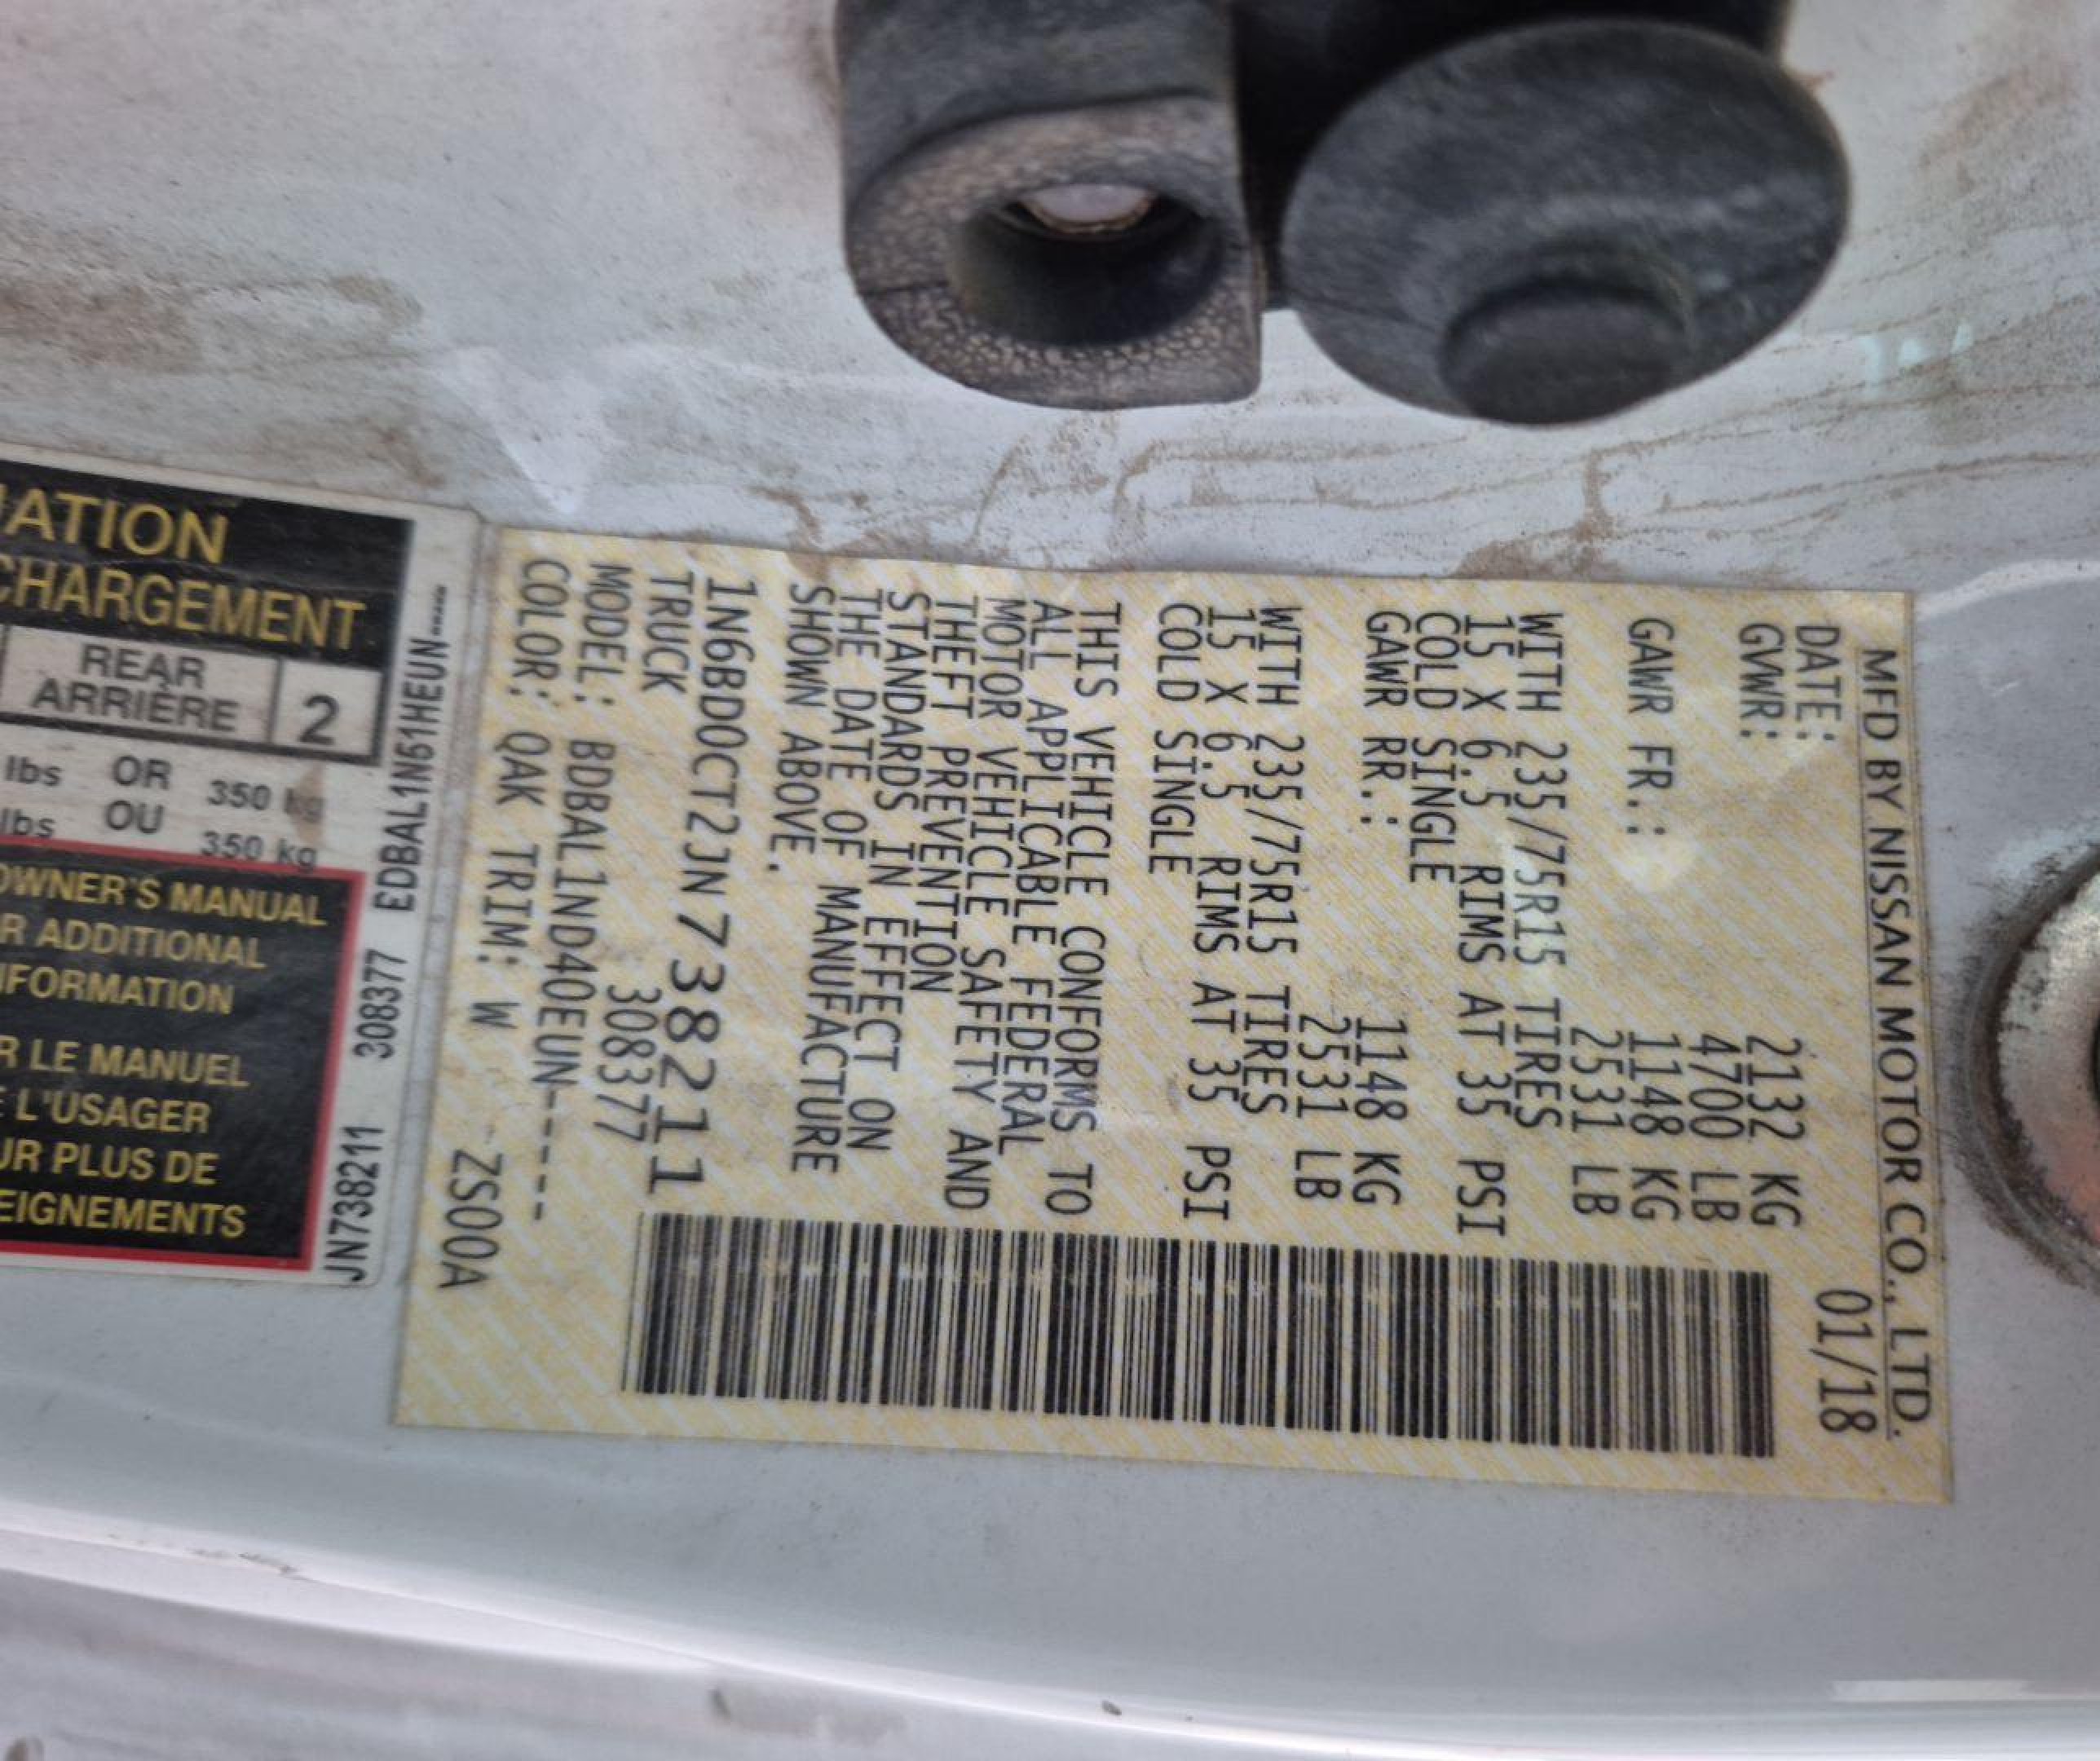 MFD BY NISSAN MOTOR CO., LTD.
DATE: 01/18
GVWR: 2132 KG
4700 LB
GAWR FR.: 1148 KG
2531 LB
WITH 235/75R15 TIRES
15 X 6.5 RIMS AT 35 PSI
COLD SINGLE
GAWR RR.: 1148 KG
2531 LB
WITH 235/75R15 TIRES
15 X 6.5 RIMS AT 35 PSI
COLD SINGLE
THIS VEHICLE CONFORMS TO
ALL APPLICABLE FEDERAL
MOTOR VEHICLE SAFETY AND
THEFT PREVENTION
STANDARDS IN EFFECT ON
THE DATE OF MANUFACTURE
SHOWN ABOVE.
1N6BD0CT2JN738211
TRUCK 308377
MODEL: BDBAL1ND40EUN-----
COLOR: QAK TRIM: W ZS00A
EDBAL1N51HEUN----- 308377 JN738211
MATION
CHARGEMENT
REAR
ARRIÈRE 2
lbs OR 350 kg
lbs OU 350 kg
OWNER'S MANUAL
R ADDITIONAL
NFORMATION
R LE MANUEL
E L'USAGER
UR PLUS DE
EIGNEMENTS